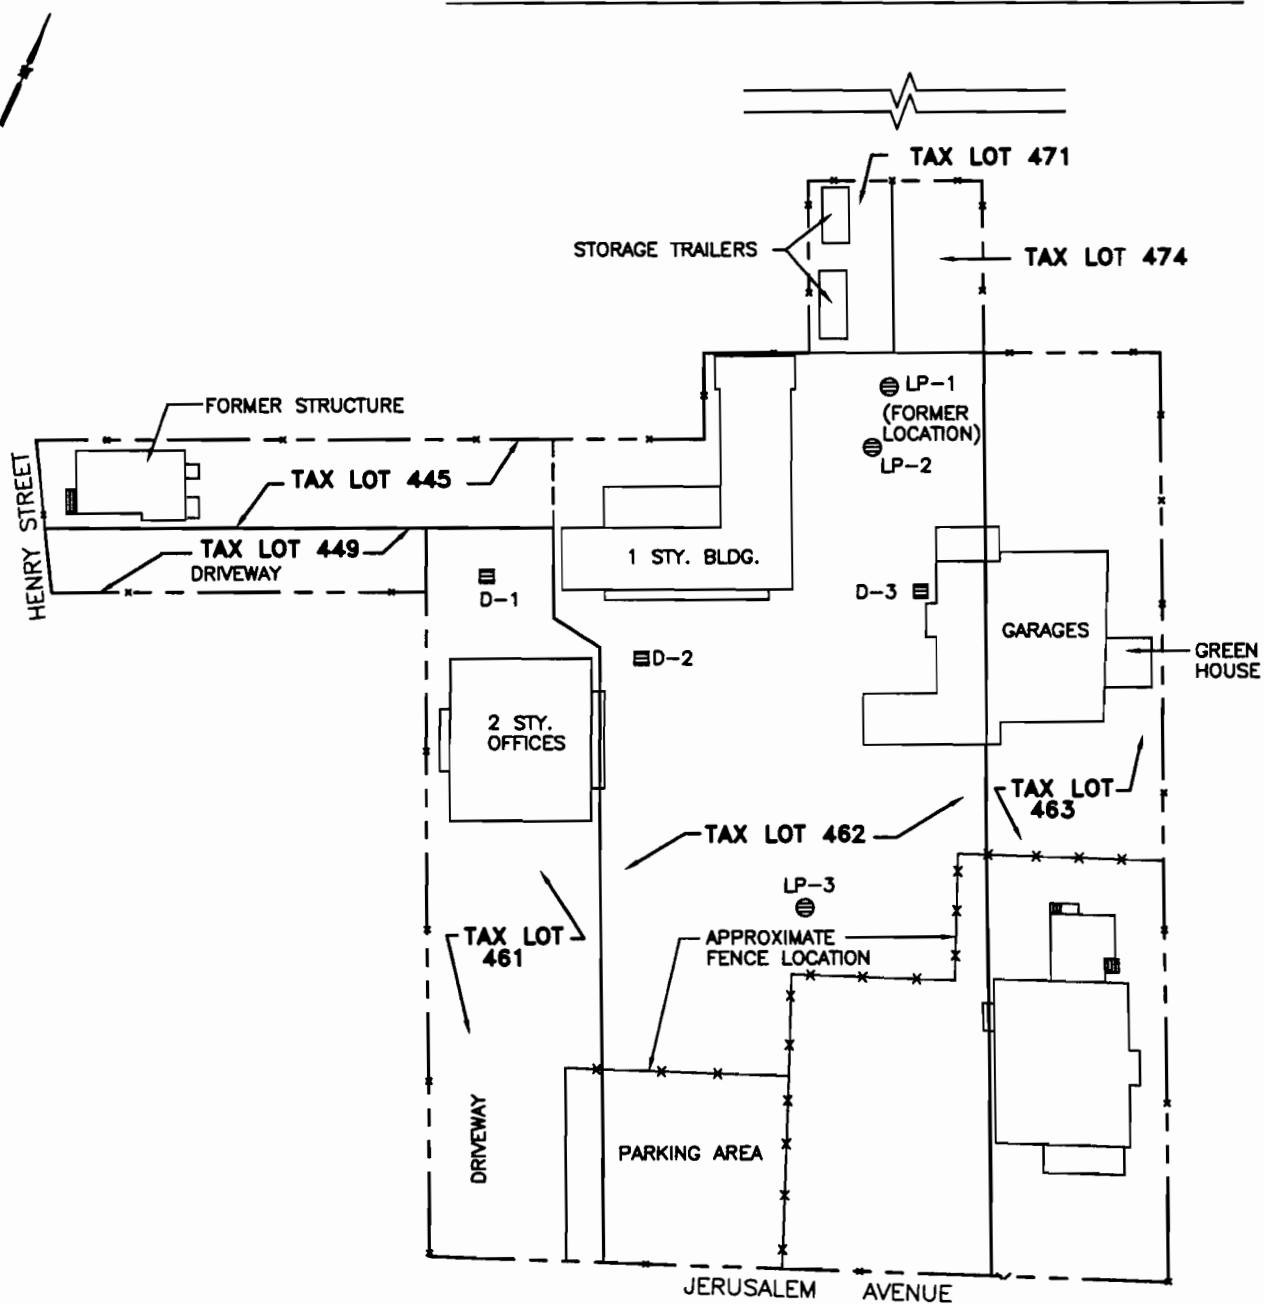 TAX LOT 471
STORAGE TRAILERS
TAX LOT 474
LP-1
(FORMER
LOCATION)
LP-2
FORMER STRUCTURE
TAX LOT 445
HENRY STREET
TAX LOT 449
DRIVEWAY
1 STY. BLDG.
D-1
D-3
GARAGES
D-2
GREEN
HOUSE
2 STY.
OFFICES
TAX LOT
463
TAX LOT 462
LP-3
TAX LOT
461
APPROXIMATE
FENCE LOCATION
DRIVEWAY
PARKING AREA
JERUSALEM AVENUE